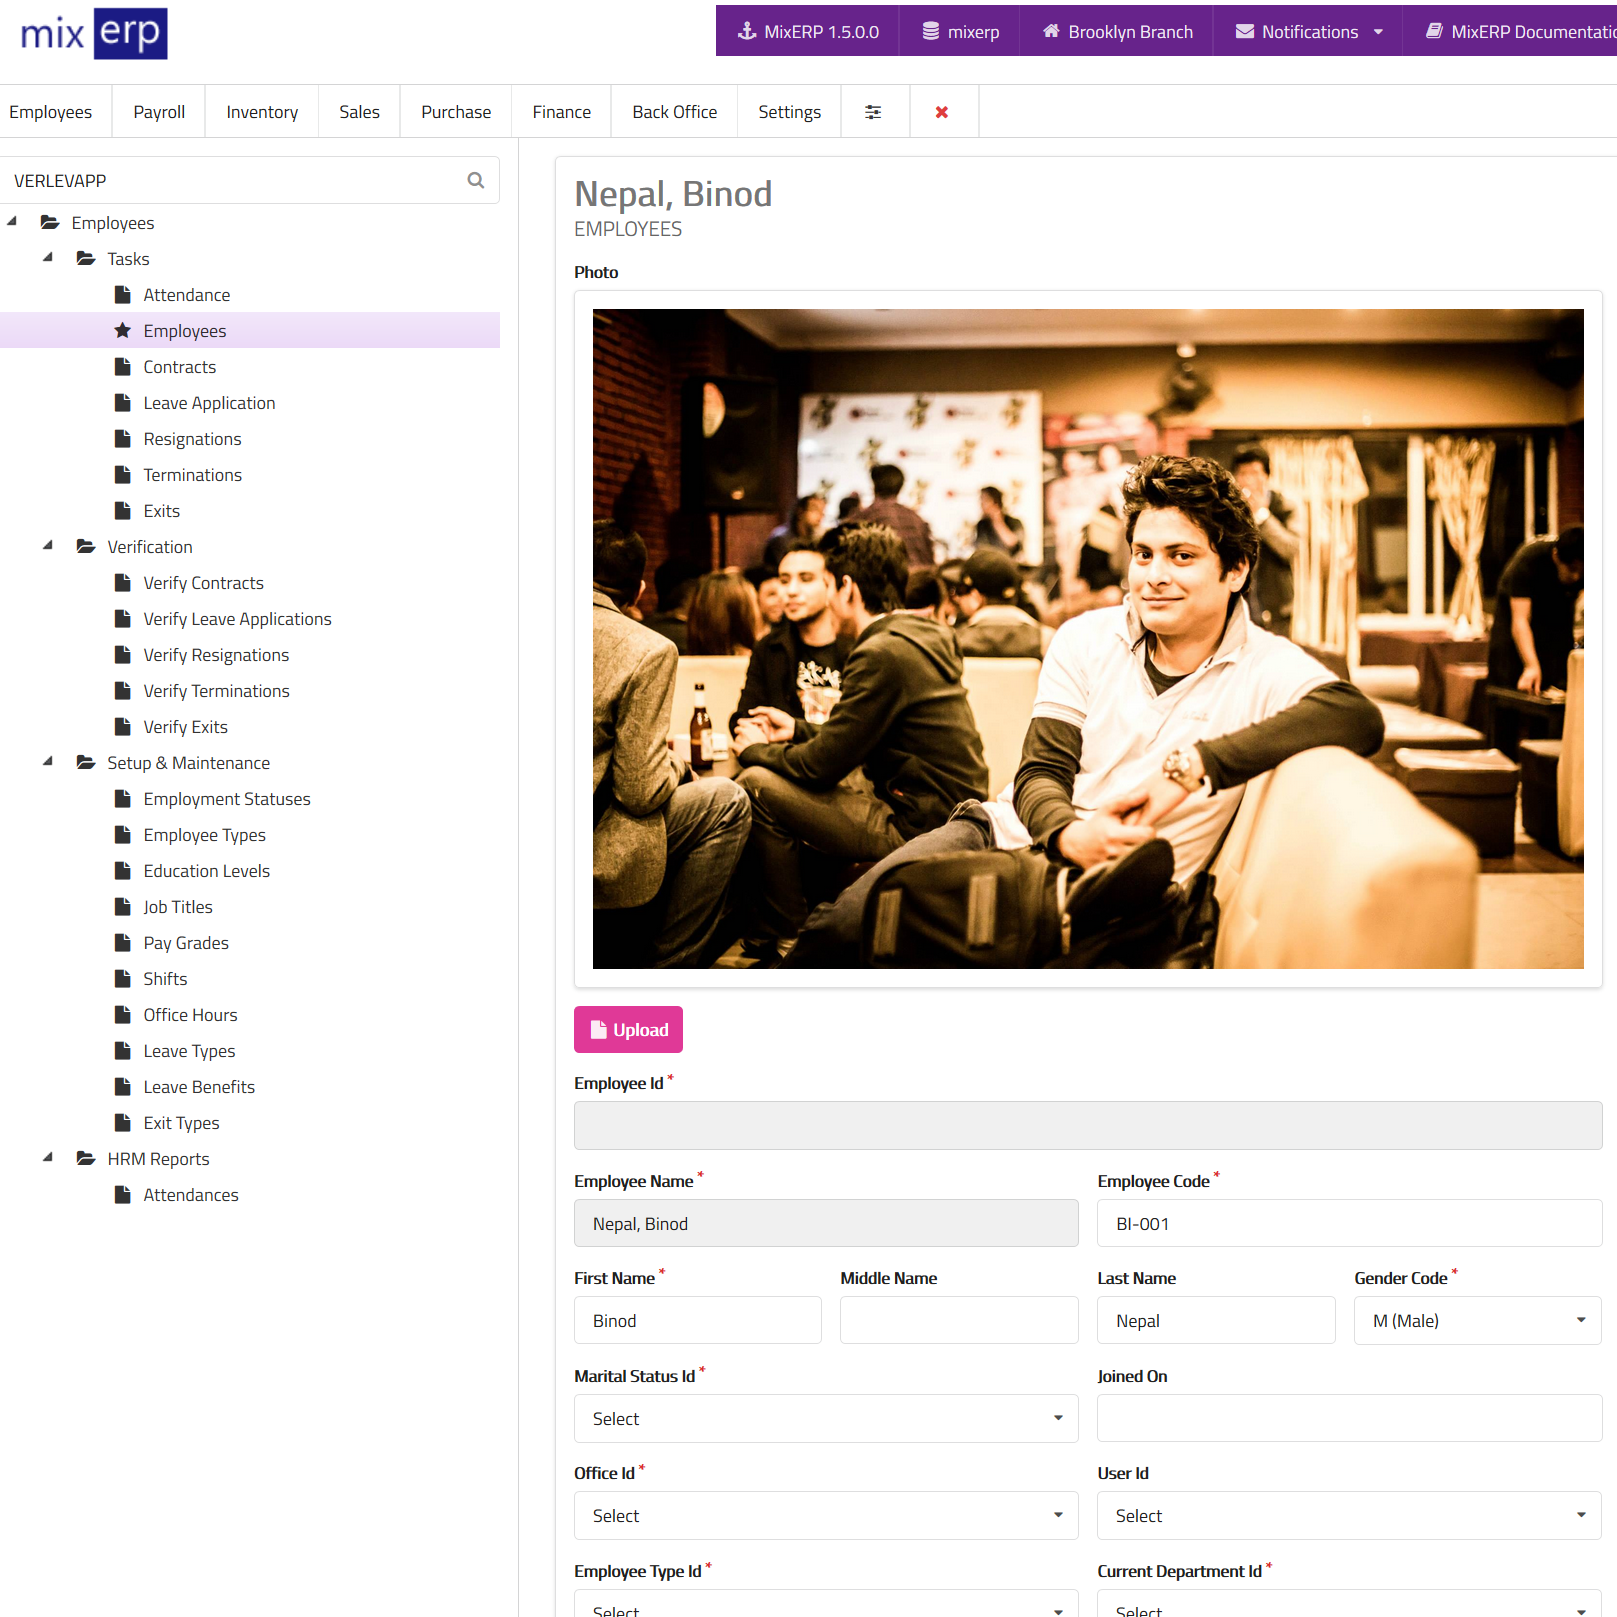 mix erp
MixERP 1.5.0.0 mixerp Brooklyn Branch Notifications MixERP Documentatio
Employees Payroll Inventory Sales Purchase Finance Back Office Settings
VERLEVAPP
Employees
Tasks
Attendance
Employees
Contracts
Leave Application
Resignations
Terminations
Exits
Verification
Verify Contracts
Verify Leave Applications
Verify Resignations
Verify Terminations
Verify Exits
Setup & Maintenance
Employment Statuses
Employee Types
Education Levels
Job Titles
Pay Grades
Shifts
Office Hours
Leave Types
Leave Benefits
Exit Types
HRM Reports
Attendances
Nepal, Binod
EMPLOYEES
Photo
Upload
Employee Id *
Employee Name * Employee Code *
Nepal, Binod BI-001
First Name * Middle Name Last Name Gender Code *
Binod Nepal M (Male)
Marital Status Id * Joined On
Select
Office Id * User Id
Select Select
Employee Type Id * Current Department Id *
Select Select